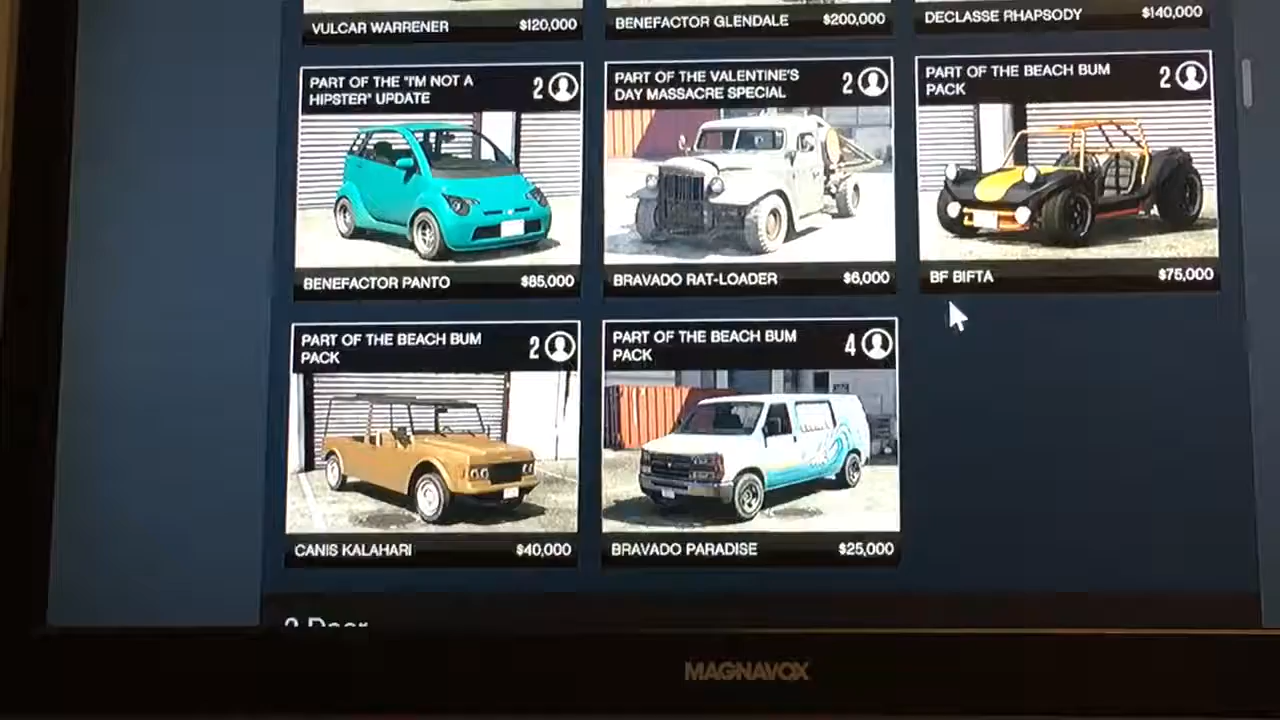 VULCAR WARRENER $120,000
BENEFACTOR GLENDALE $200,000
DECLASSE RHAPSODY $140,000
PART OF THE "I'M NOT A
HIPSTER" UPDATE
2
PART OF THE VALENTINE'S
DAY MASSACRE SPECIAL
2
PART OF THE BEACH BUM
PACK
2
BENEFACTOR PANTO $85,000
BRAVADO RAT-LOADER $6,000
BF BIFTA $75,000
PART OF THE BEACH BUM
PACK
2
PART OF THE BEACH BUM
PACK
4
CANIS KALAHARI $40,000
BRAVADO PARADISE $25,000
2 Door
MAGNAVOX